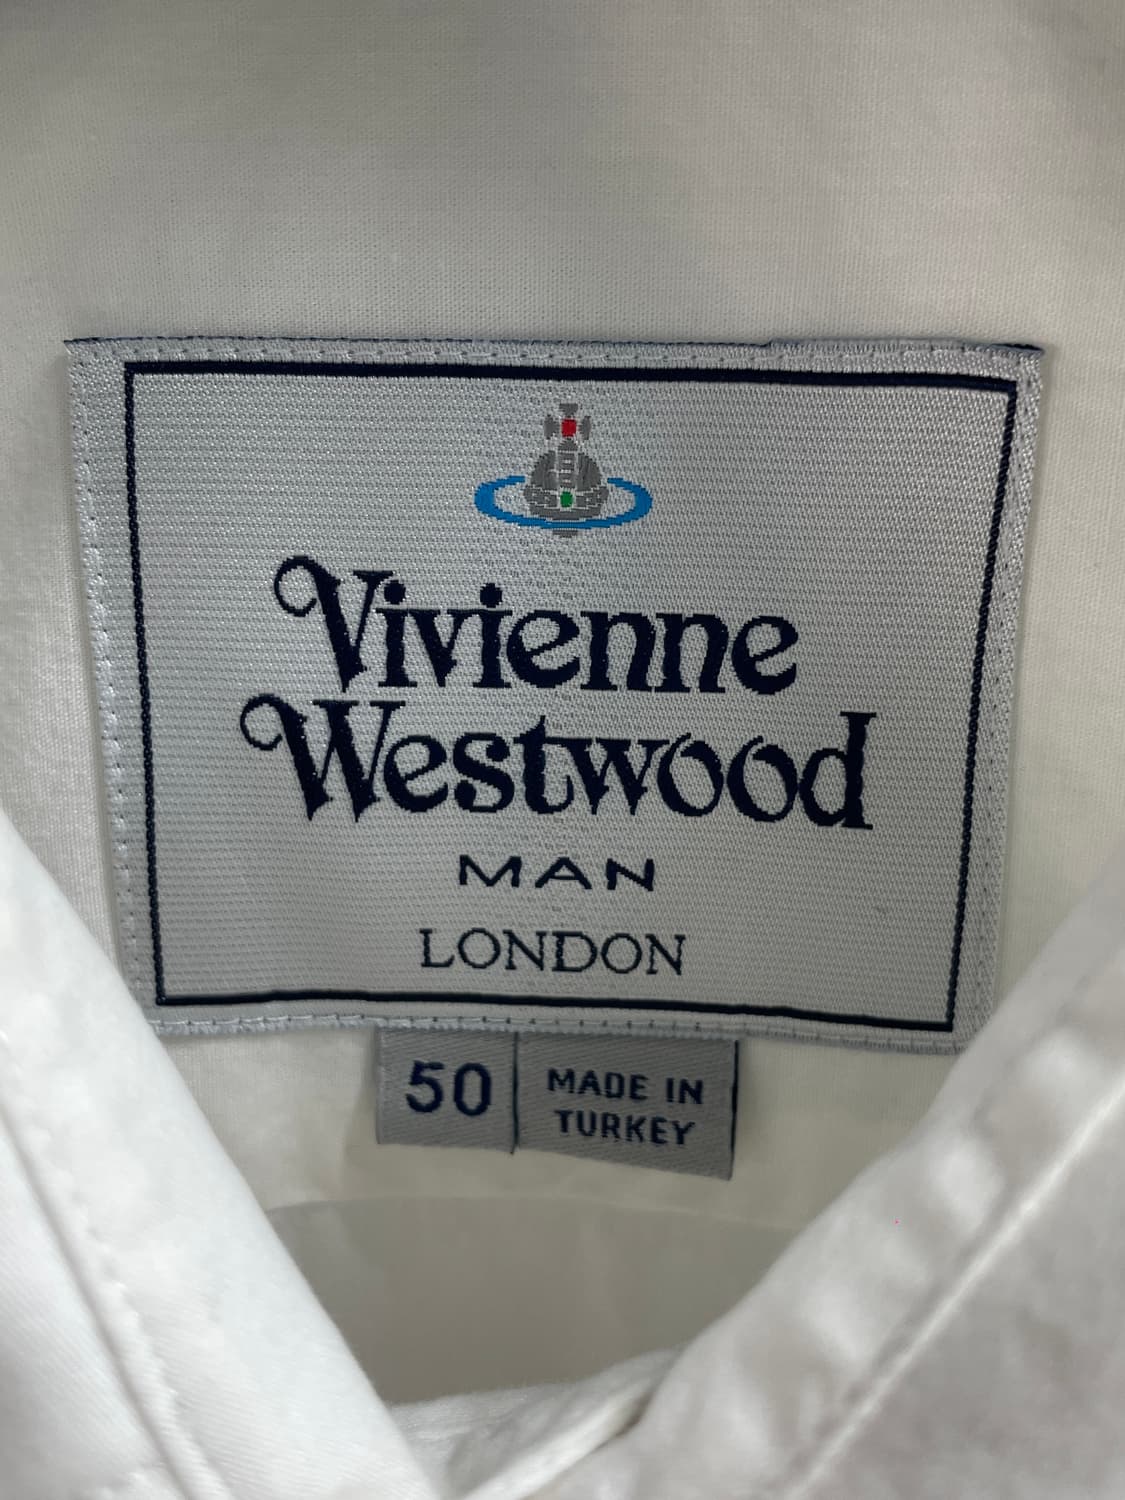 Vivienne
Westwood
MAN
LONDON
50
MADE IN
TURKEY